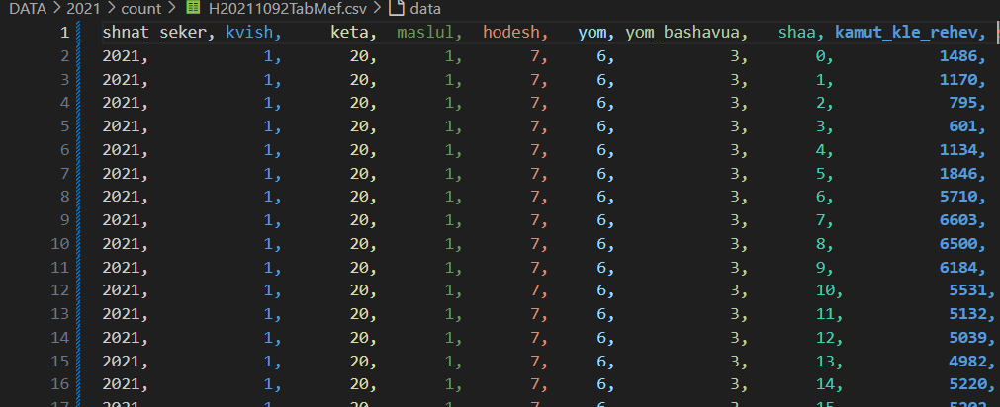 DATA > 2021 > count > H20211092TabMef.csv > data
1 shnat_seker, kvish, keta, maslul, hodesh, yom, yom_bashavua, shaa, kamut_kle_rehev,
2 2021, 1, 20, 1, 7, 6, 3, 0, 1486,
3 2021, 1, 20, 1, 7, 6, 3, 1, 1170,
4 2021, 1, 20, 1, 7, 6, 3, 2, 795,
5 2021, 1, 20, 1, 7, 6, 3, 3, 601,
6 2021, 1, 20, 1, 7, 6, 3, 4, 1134,
7 2021, 1, 20, 1, 7, 6, 3, 5, 1846,
8 2021, 1, 20, 1, 7, 6, 3, 6, 5710,
9 2021, 1, 20, 1, 7, 6, 3, 7, 6603,
10 2021, 1, 20, 1, 7, 6, 3, 8, 6500,
11 2021, 1, 20, 1, 7, 6, 3, 9, 6184,
12 2021, 1, 20, 1, 7, 6, 3, 10, 5531,
13 2021, 1, 20, 1, 7, 6, 3, 11, 5132,
14 2021, 1, 20, 1, 7, 6, 3, 12, 5039,
15 2021, 1, 20, 1, 7, 6, 3, 13, 4982,
16 2021, 1, 20, 1, 7, 6, 3, 14, 5220,